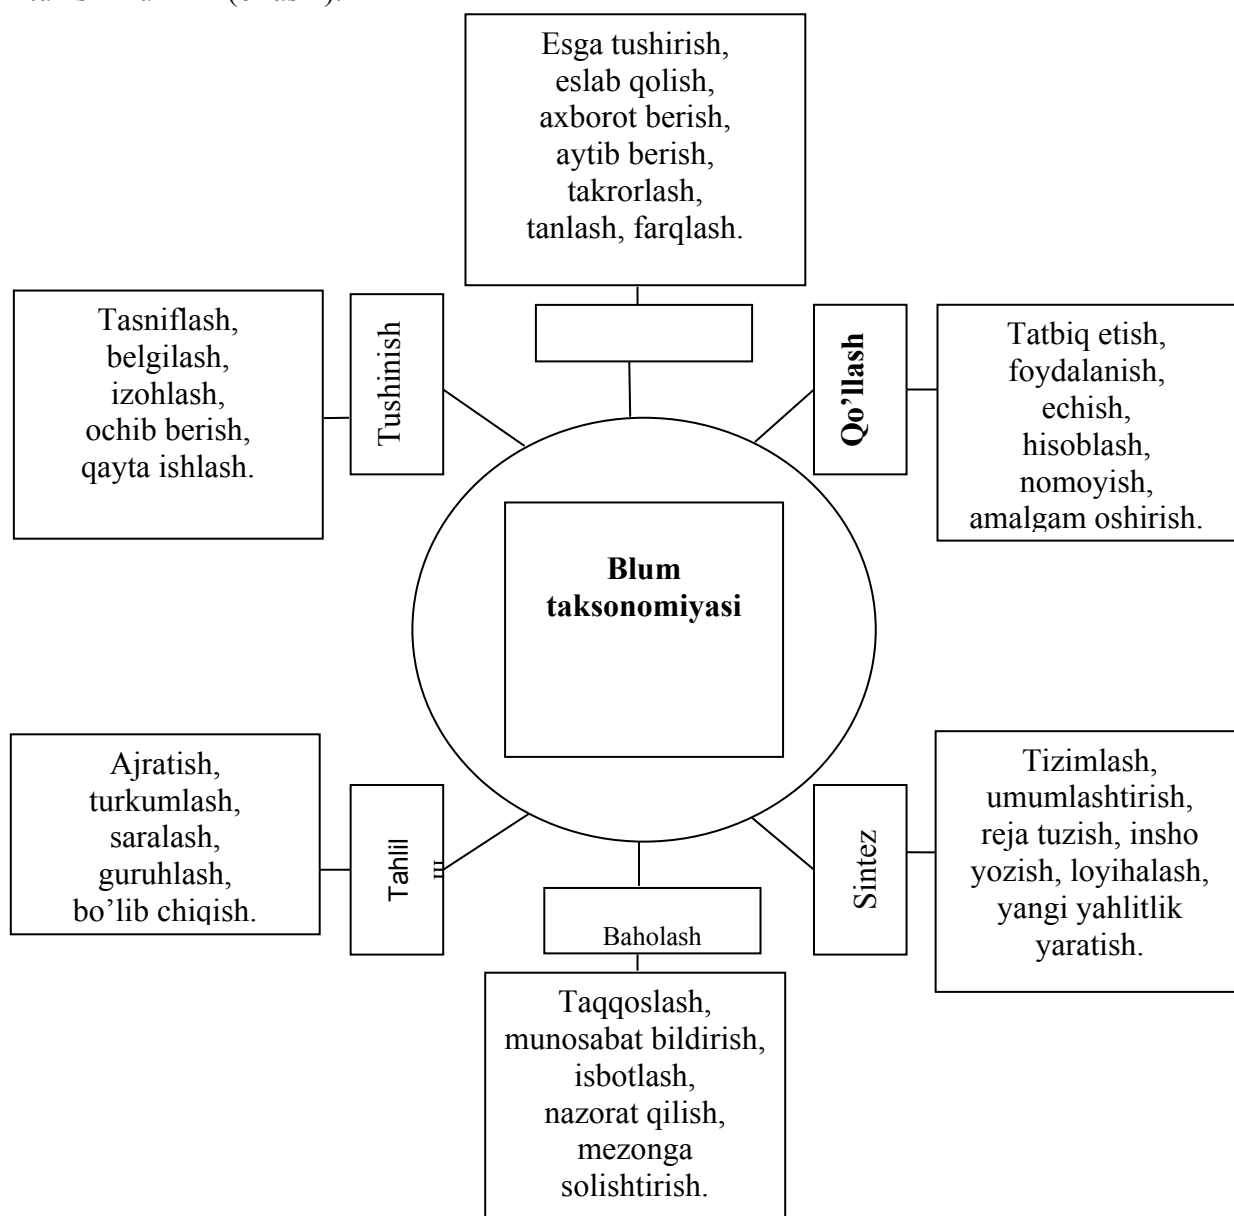 Esga tushirish,
eslab qolish,
axborot berish,
aytib berish,
takrorlash,
tanlash, farqlash.
Tasniflash,
belgilash,
izohlash,
ochib berish,
qayta ishlash.
Tushinish
Qo’llash
Tatbiq etish,
foydalanish,
echish,
hisoblash,
nomoyish,
amalgam oshirish.
Blum
taksonomiyasi
Ajratish,
turkumlash,
saralash,
guruhlash,
bo’lib chiqish.
Tahlil
Baholash
Sintez
Tizimlash,
umumlashtirish,
reja tuzish, insho
yozish, loyihalash,
yangi yahlitlik
yaratish.
Taqqoslash,
munosabat bildirish,
isbotlash,
nazorat qilish,
mezonga
solishtirish.